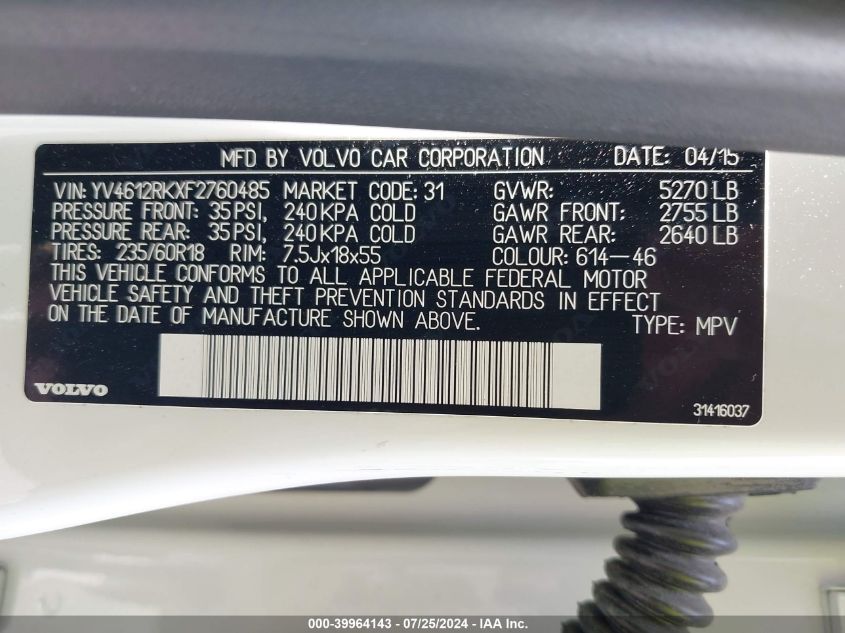 MFD BY VOLVO CAR CORPORATION DATE: 04/15
VIN: YV4612RKXF2760485 MARKET CODE: 31 GVWR: 5270 LB
PRESSURE FRONT: 35 PSI, 240 KPA COLD GAWR FRONT: 2755 LB
PRESSURE REAR: 35 PSI, 240 KPA COLD GAWR REAR: 2640 LB
TIRES: 235/60R18 RIM: 7.5Jx18x55 COLOUR: 614-46
THIS VEHICLE CONFORMS TO ALL APPLICABLE FEDERAL MOTOR
VEHICLE SAFETY AND THEFT PREVENTION STANDARDS IN EFFECT
ON THE DATE OF MANUFACTURE SHOWN ABOVE. TYPE: MPV
VOLVO
31416037
000-39964143 - 07/25/2024 - IAA Inc.